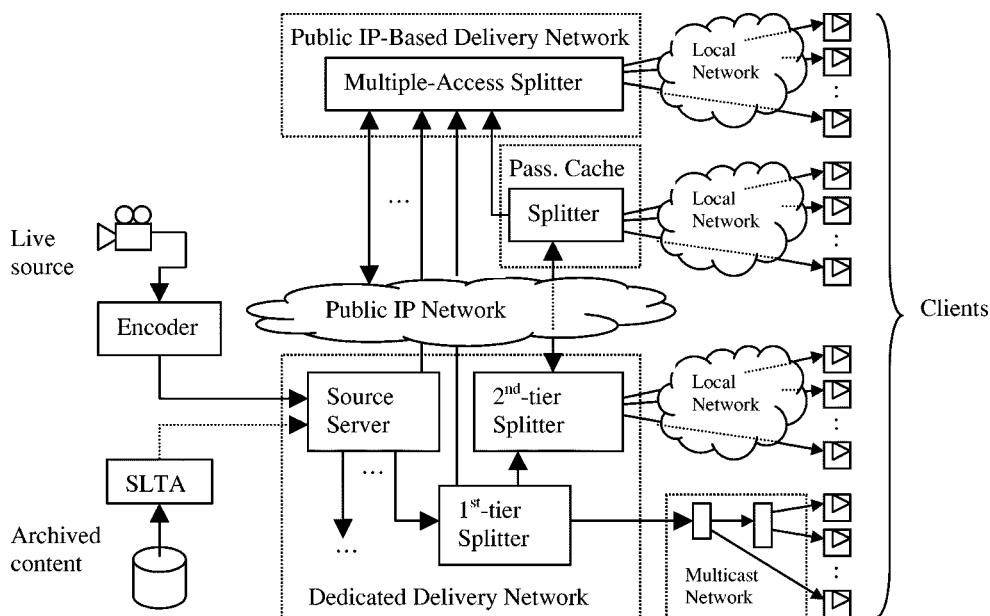 Public IP-Based Delivery Network
Multiple-Access Splitter
Local
Network
...
Pass. Cache
Splitter
Local
Network
Live
source
Encoder
Public IP Network
Clients
Source
Server
2nd-tier
Splitter
Local
Network
...
SLTA
1st-tier
Splitter
Archived
content
...
Multicast
Network
Dedicated Delivery Network